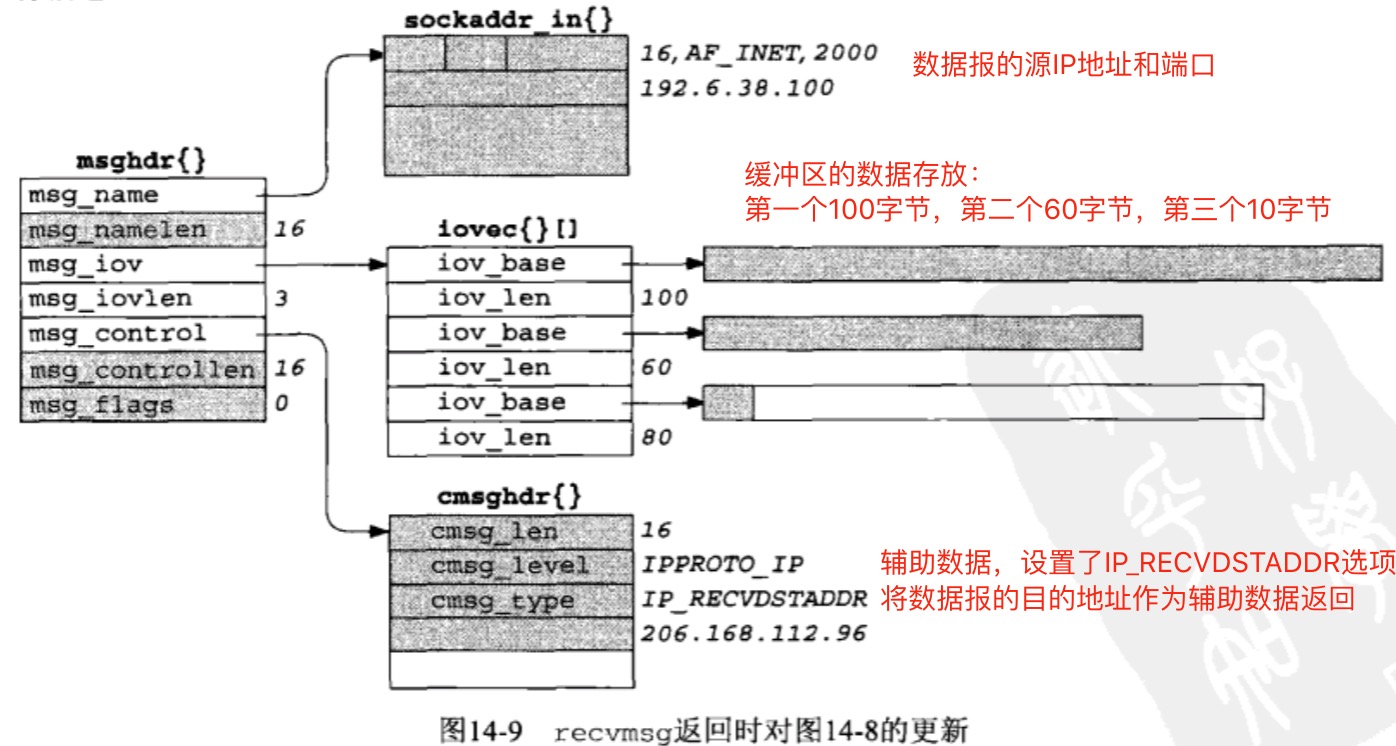 sockaddr_in{}
16, AF_INET, 2000
数据报的源IP地址和端口
192.6.38.100
msghdr{}
msg_name
msg_namelen 16
msg_iov
msg_iovlen 3
msg_control
msg_controllen 16
msg_flags 0
缓冲区的数据存放：
第一个100字节，第二个60字节，第三个10字节
iovec{}[]
iov_base
iov_len 100
iov_base
iov_len 60
iov_base
iov_len 80
cmsghdr{}
cmsg_len 16
cmsg_level IPPROTO_IP
cmsg_type IP_RECVDSTADDR
206.168.112.96
辅助数据，设置了IP_RECVDSTADDR选项
将数据报的目的地址作为辅助数据返回
图14-9 recvmsg返回时对图14-8的更新